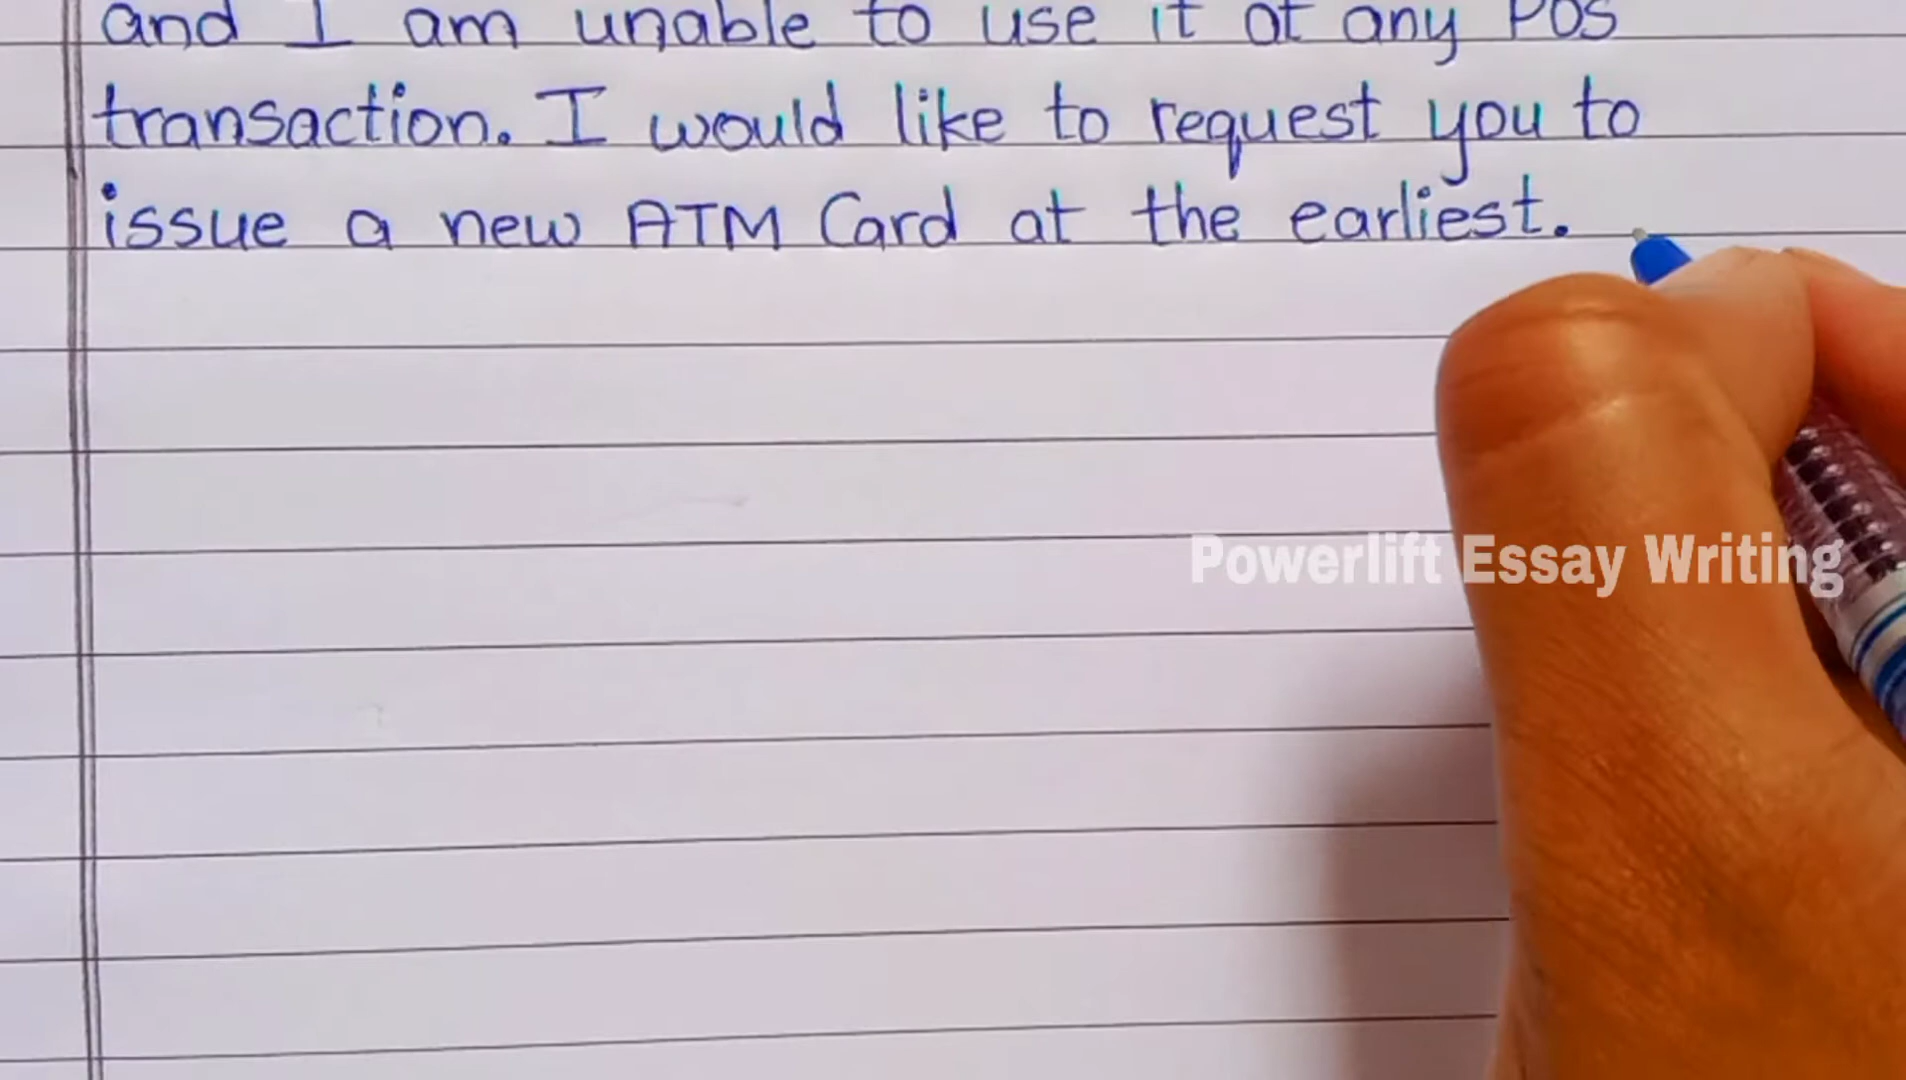 and I am unable to use it at any POS
transaction. I would like to request you to
issue a new ATM Card at the earliest.
Powerlift Essay Writing